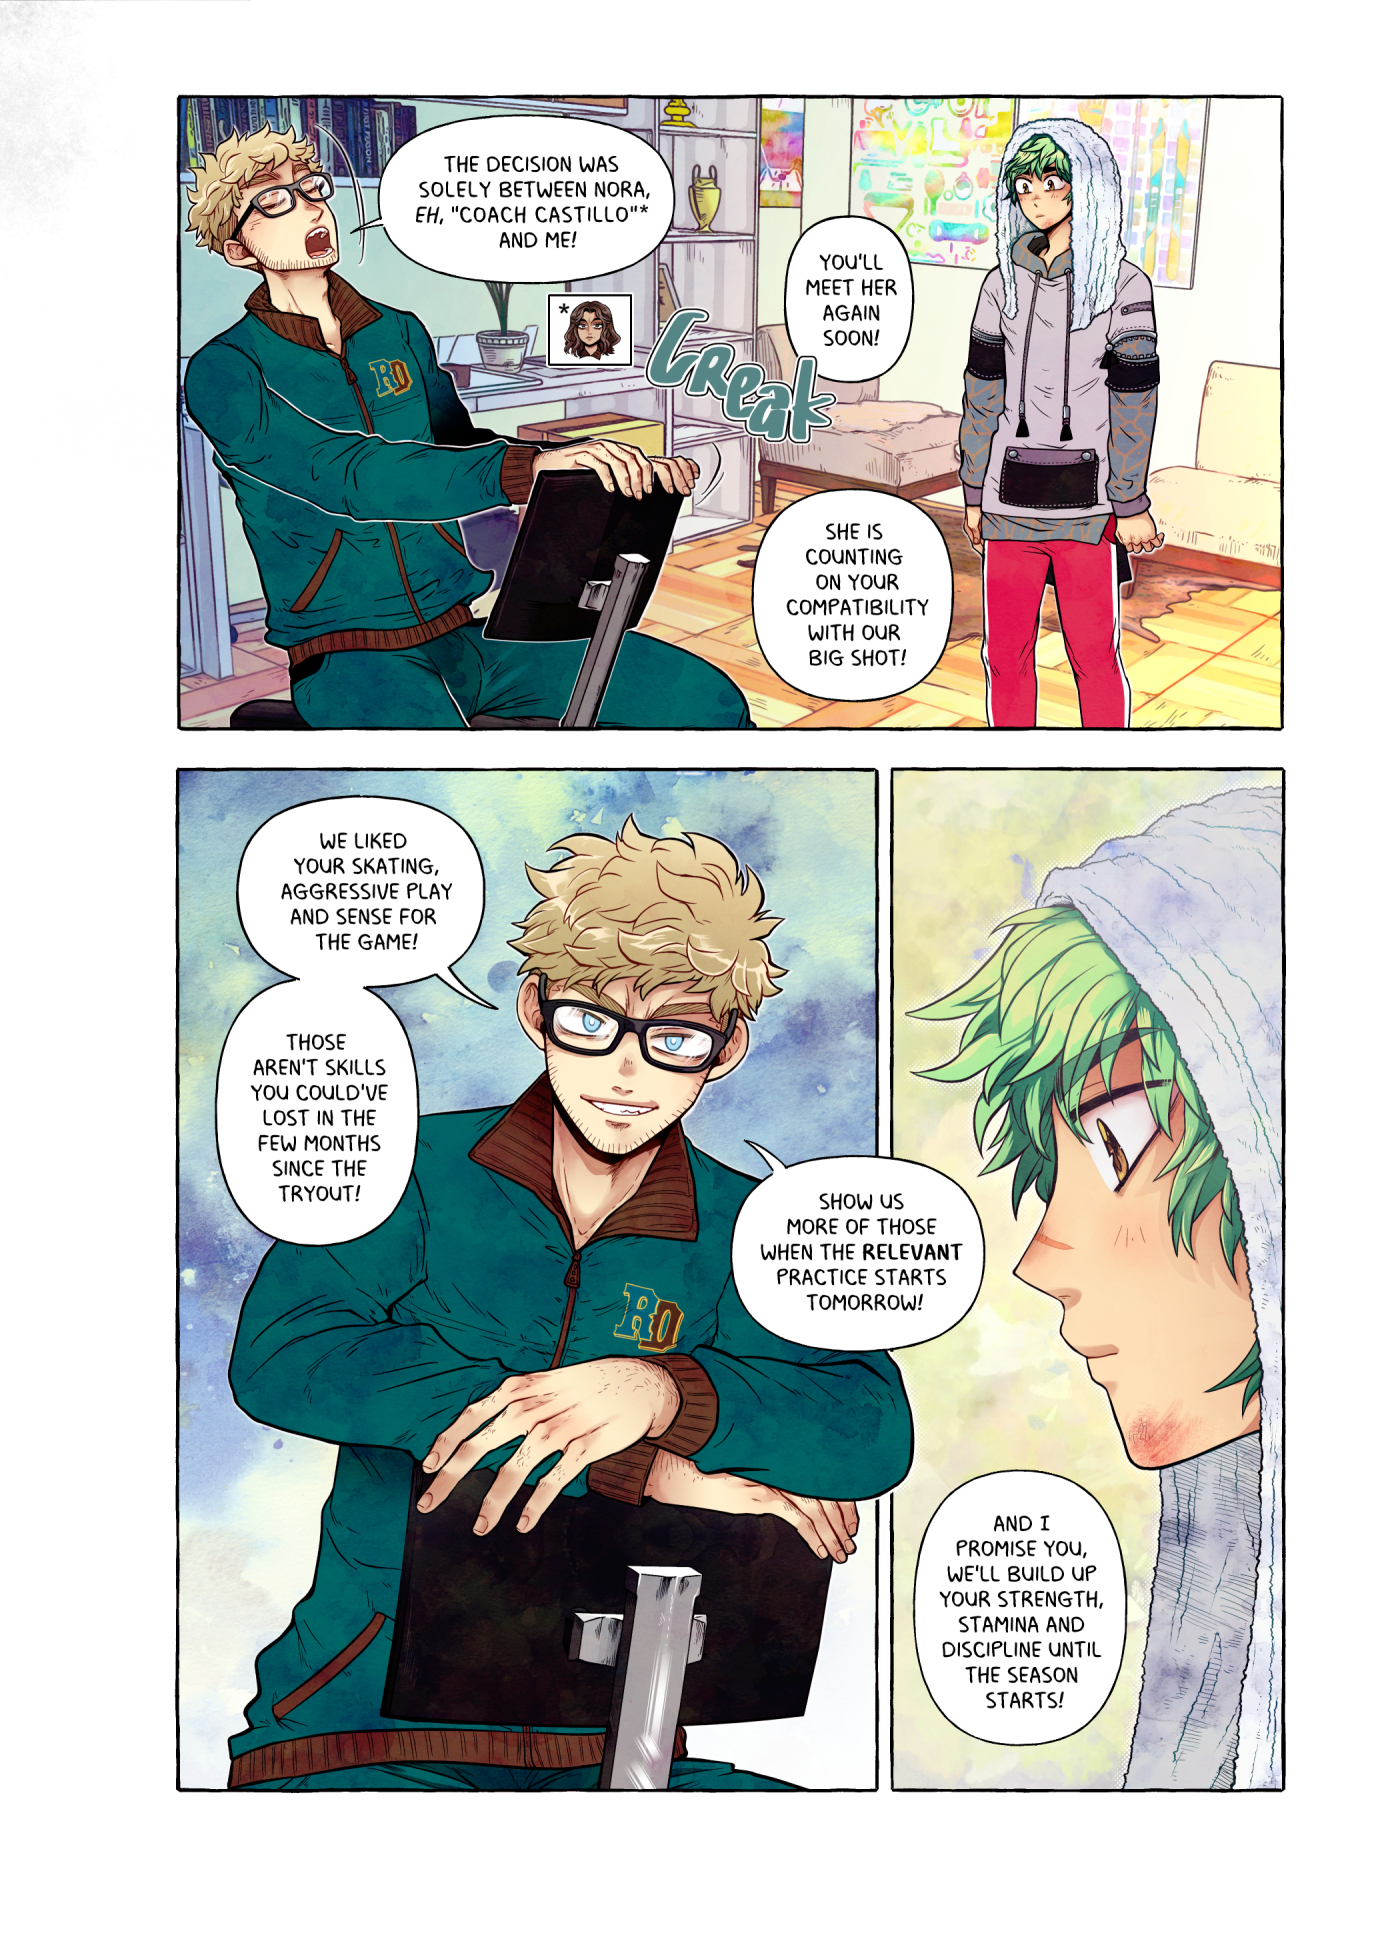 THE DECISION WAS
SOLELY BETWEEN NORA,
EH, "COACH CASTILLO"*
AND ME!
*
RD
YOU'LL
MEET HER
AGAIN
SOON!
CREAK
SHE IS
COUNTING
ON YOUR
COMPATIBILITY
WITH OUR
BIG SHOT!
WE LIKED
YOUR SKATING,
AGGRESSIVE PLAY
AND SENSE FOR
THE GAME!
THOSE
AREN'T SKILLS
YOU COULD'VE
LOST IN THE
FEW MONTHS
SINCE THE
TRYOUT!
SHOW US
MORE OF THOSE
WHEN THE RELEVANT
PRACTICE STARTS
TOMORROW!
RD
AND I
PROMISE YOU,
WE'LL BUILD UP
YOUR STRENGTH,
STAMINA AND
DISCIPLINE UNTIL
THE SEASON
STARTS!